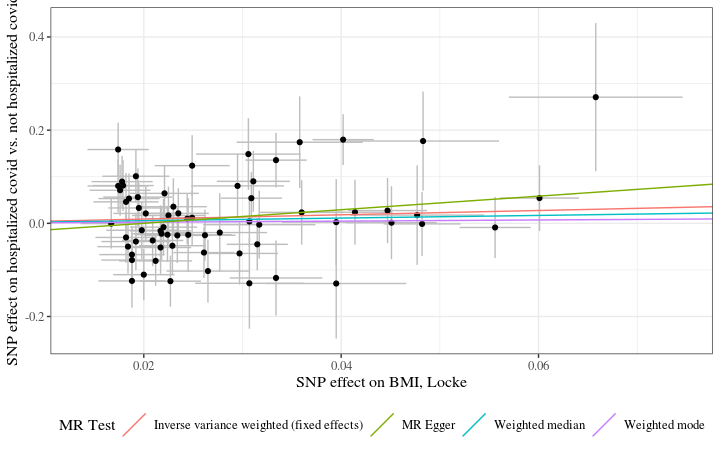 SNP effect on hospitalized covid vs. not hospitalized covid
0.4
0.2
0.0
-0.2
0.02
0.04
0.06
SNP effect on BMI, Locke
MR Test
Inverse variance weighted (fixed effects)
MR Egger
Weighted median
Weighted mode